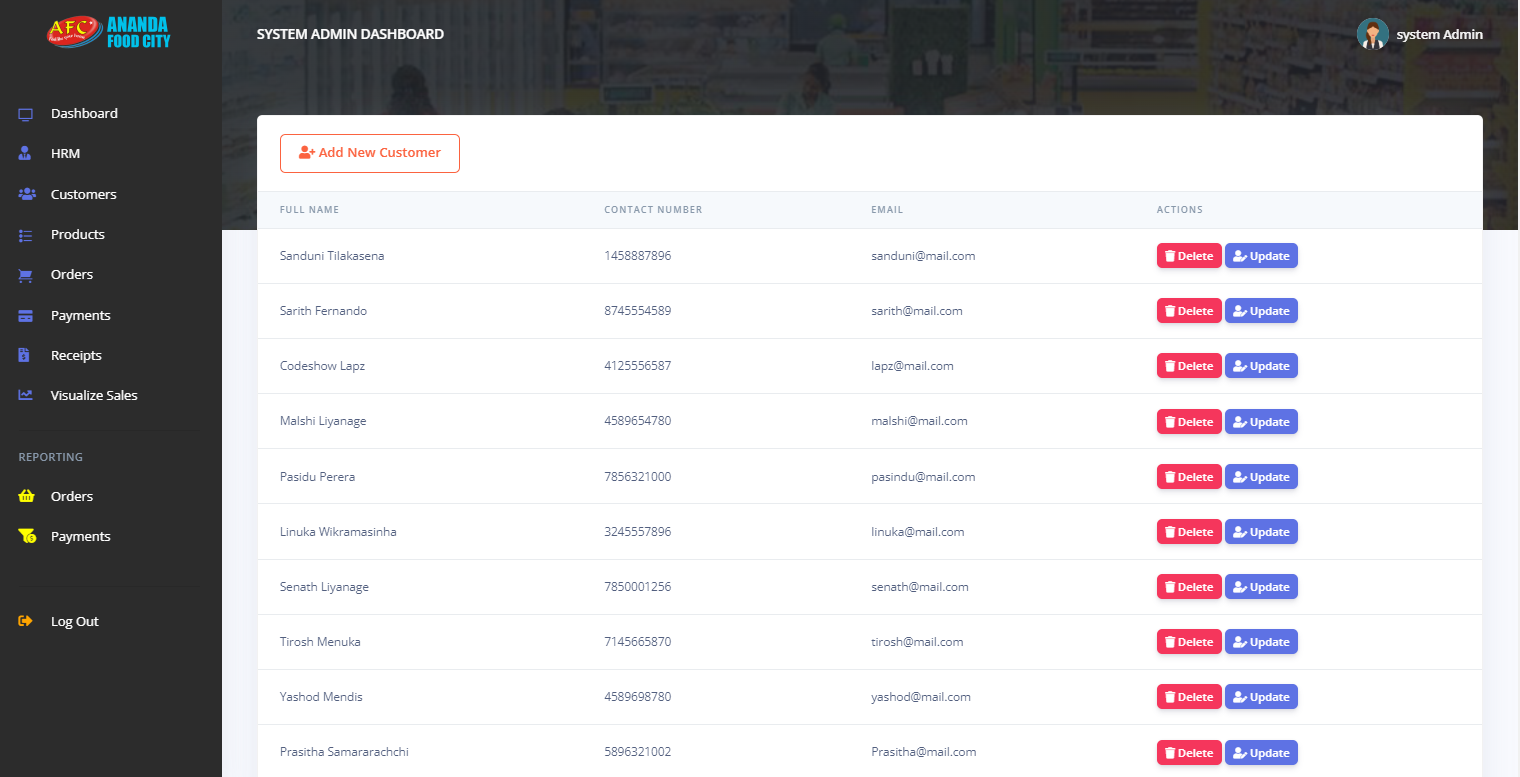 AFC ANANDA
FOOD CITY
SYSTEM ADMIN DASHBOARD
system Admin
Dashboard
HRM
Customers
Products
Orders
Payments
Receipts
Visualize Sales
REPORTING
Orders
Payments
Log Out
Add New Customer
FULL NAME CONTACT NUMBER EMAIL ACTIONS
Sanduni Tilakasena 1458887896 sanduni@mail.com Delete Update
Sarith Fernando 8745554589 sarith@mail.com Delete Update
Codeshow Lapz 4125556587 lapz@mail.com Delete Update
Malshi Liyanage 4589654780 malshi@mail.com Delete Update
Pasidu Perera 7856321000 pasindu@mail.com Delete Update
Linuka Wikramasinha 3245557896 linuka@mail.com Delete Update
Senath Liyanage 7850001256 senath@mail.com Delete Update
Tirosh Menuka 7145665870 tirosh@mail.com Delete Update
Yashod Mendis 4589698780 yashod@mail.com Delete Update
Prasitha Samararachchi 5896321002 Prasitha@mail.com Delete Update